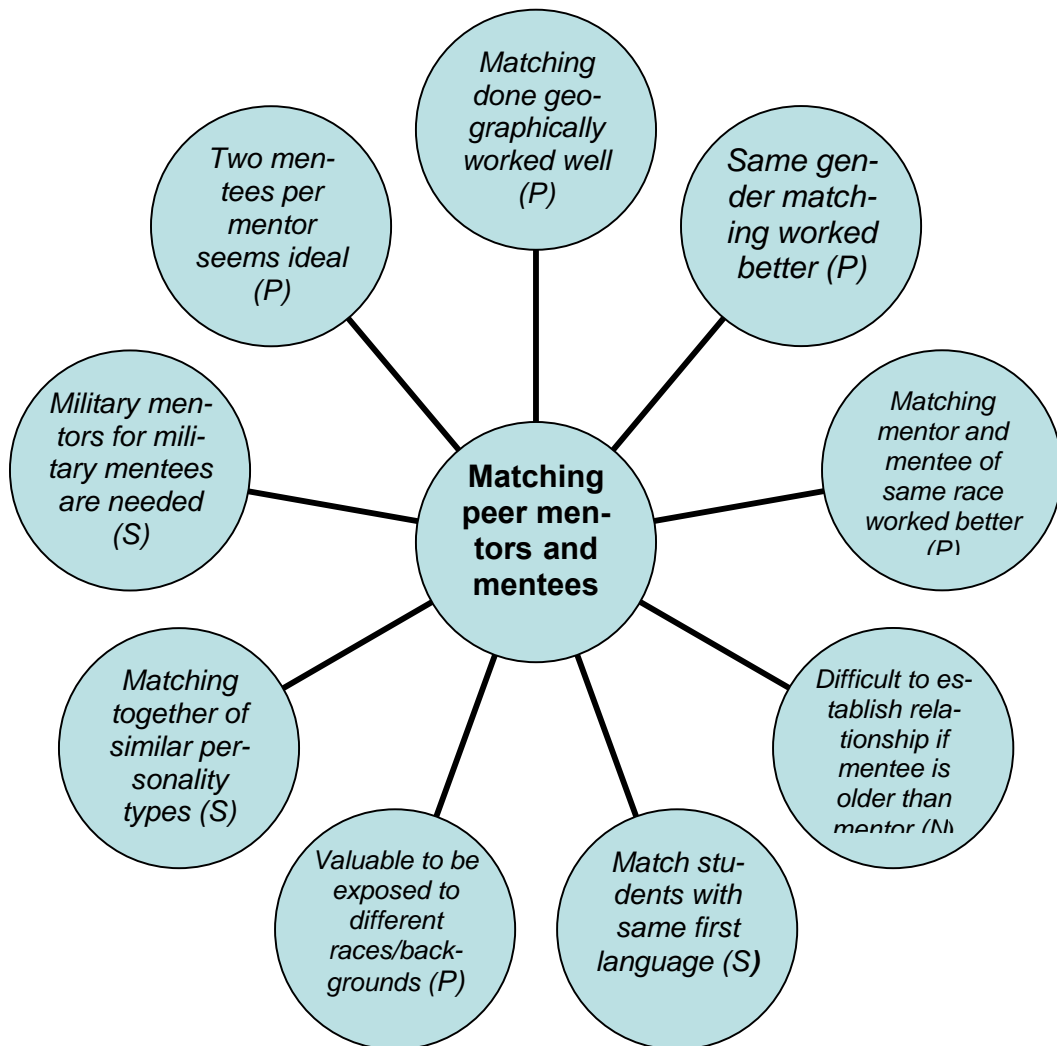 Matching
done geo-
graphically
worked well
(P)
Same gen-
der match-
ing worked
better (P)
Matching
mentor and
mentee of
same race
worked better
(P)
Difficult to es-
tablish rela-
tionship if
mentee is
older than
mentor (N)
Match stu-
dents with
same first
language (S)
Valuable to be
exposed to
different
races/back-
grounds (P)
Matching
together of
similar per-
sonality
types (S)
Military men-
tors for mili-
tary mentees
are needed
(S)
Two men-
tees per
mentor
seems ideal
(P)
Matching
peer men-
tors and
mentees